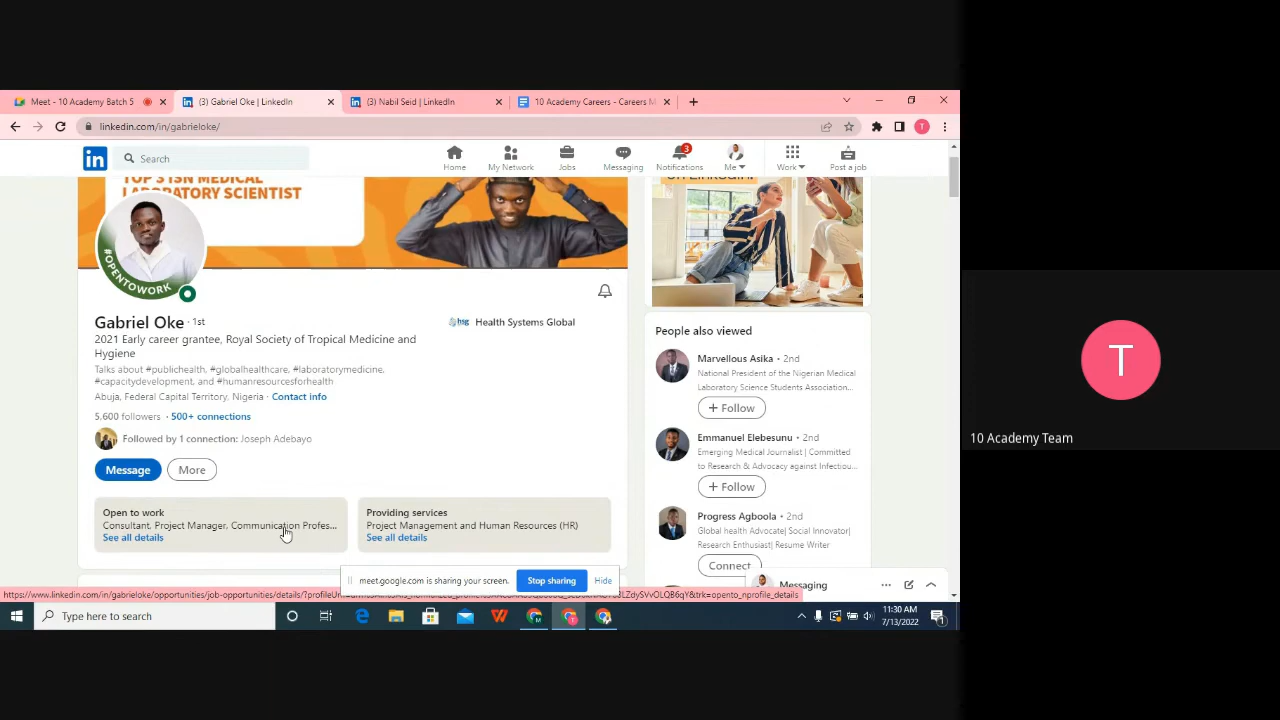 Meet - 10 Academy Batch 5
(3) Gabriel Oke | LinkedIn
(3) Nabil Seid | LinkedIn
10 Academy Careers - Careers M
linkedin.com/in/gabrieloke/
T
in
Search
Home
My Network
Jobs
Messaging
3
Notifications
Me
Work
Post a job
TOP'S ISN MEDICAL
LABORATORY SCIENTIST
#OPENTOWORK
Gabriel Oke · 1st
hsg Health Systems Global
2021 Early career grantee, Royal Society of Tropical Medicine and
Hygiene
Talks about #publichealth, #globalhealthcare, #laboratorymedicine,
#capacitydevelopment, and #humanresourcesforhealth
Abuja, Federal Capital Territory, Nigeria · Contact info
5,600 followers · 500+ connections
Followed by 1 connection: Joseph Adebayo
Message
More
Open to work
Consultant, Project Manager, Communication Profes...
See all details
Providing services
Project Management and Human Resources (HR)
See all details
People also viewed
Marvellous Asika · 2nd
National President of the Nigerian Medical
Laboratory Science Students Association...
+ Follow
Emmanuel Elebesunu · 2nd
Emerging Medical Journalist | Committed
to Research & Advocacy against Infectiou...
+ Follow
Progress Agboola · 2nd
Global health Advocate| Social Innovator|
Research Enthusiast| Resume Writer
Connect
Messaging
meet.google.com is sharing your screen.
Stop sharing
Hide
Type here to search
11:30 AM
7/13/2022
1
T
10 Academy Team